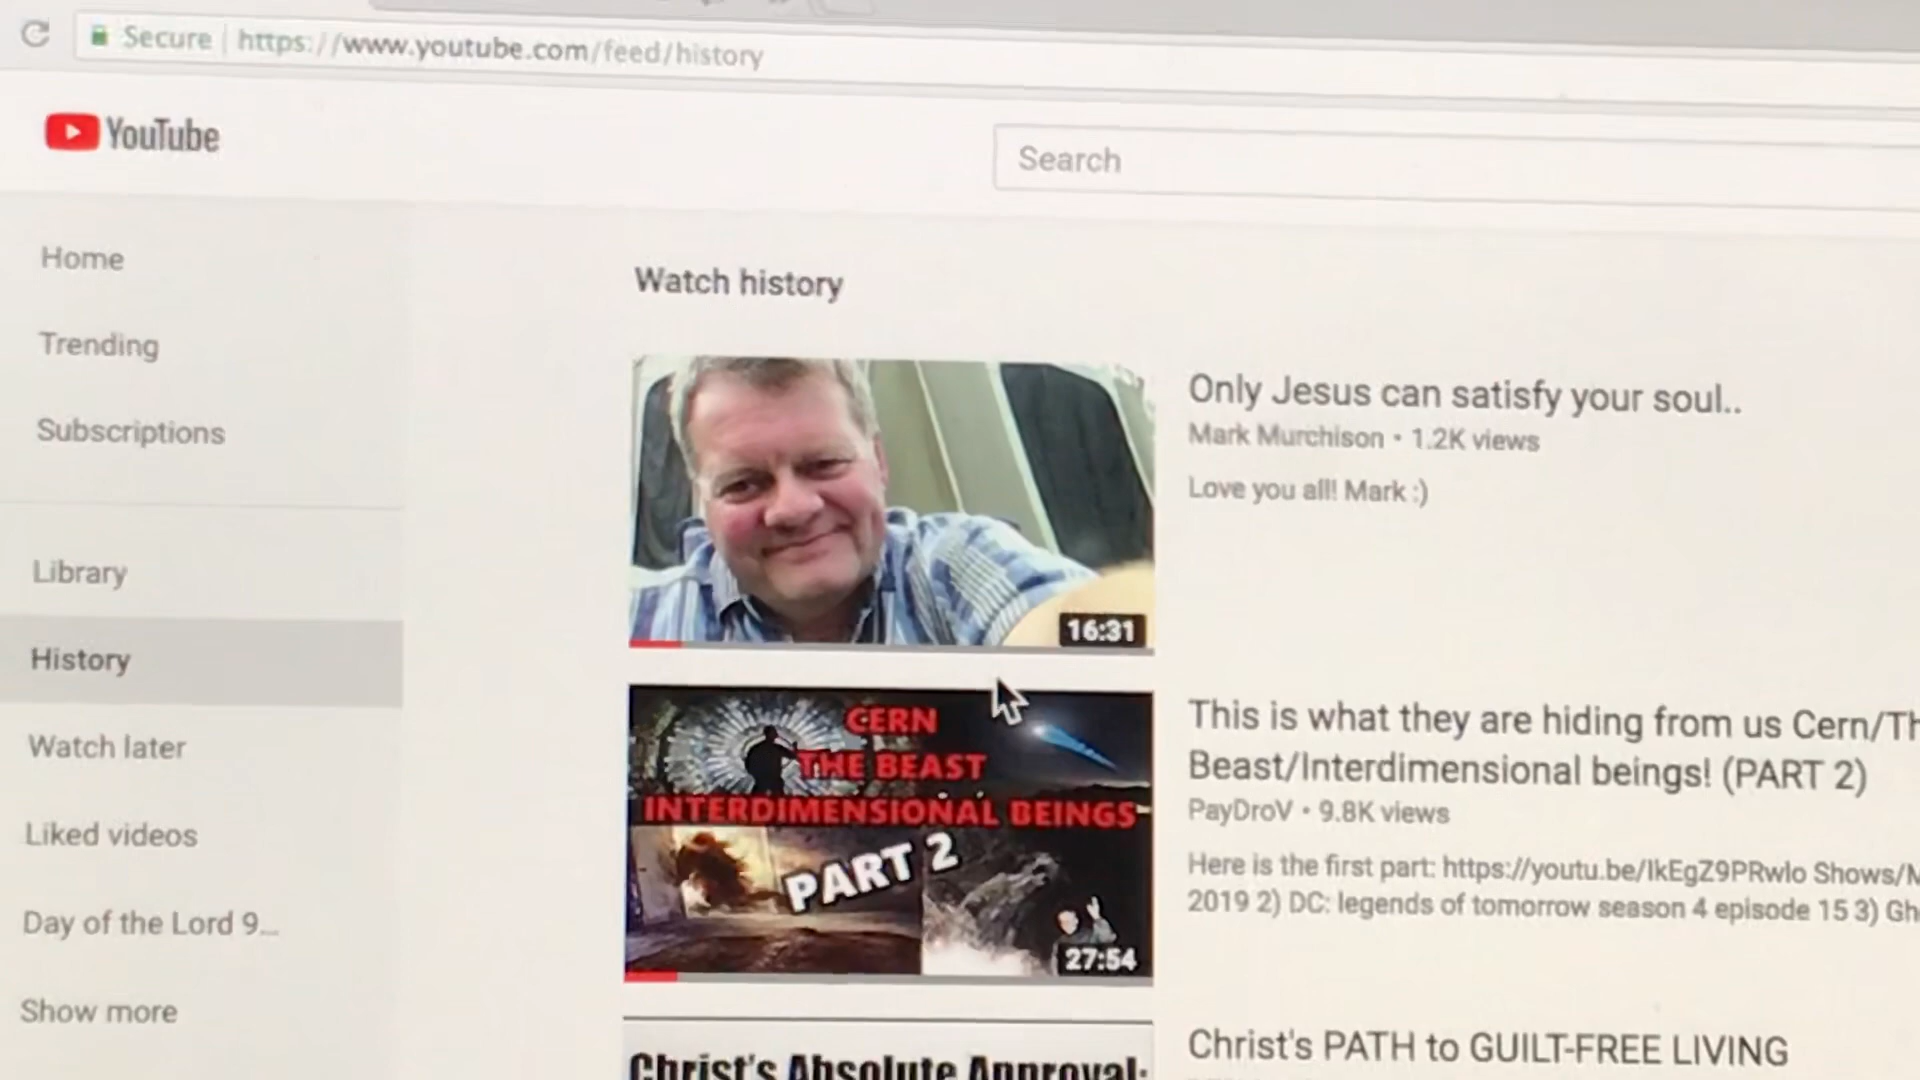 Secure | https://www.youtube.com/feed/history
YouTube
Search
Home
Trending
Subscriptions
Library
History
Watch later
Liked videos
Day of the Lord 9...
Show more
Watch history
16:31
Only Jesus can satisfy your soul..
Mark Murchison • 1.2K views
Love you all!! Mark :)
CERN
THE BEAST
INTERDIMENSIONAL BEINGS
PART 2
27:54
This is what they are hiding from us Cern/Th
Beast/Interdimensional beings! (PART 2)
PayDroV • 9.8K views
Here is the first part: https://youtu.be/IkEgZ9PRwlo Shows/M
2019 2) DC: legends of tomorrow season 4 episode 15 3) Gh
Christ's Absolute Approval:
Christ's PATH to GUILT-FREE LIVING